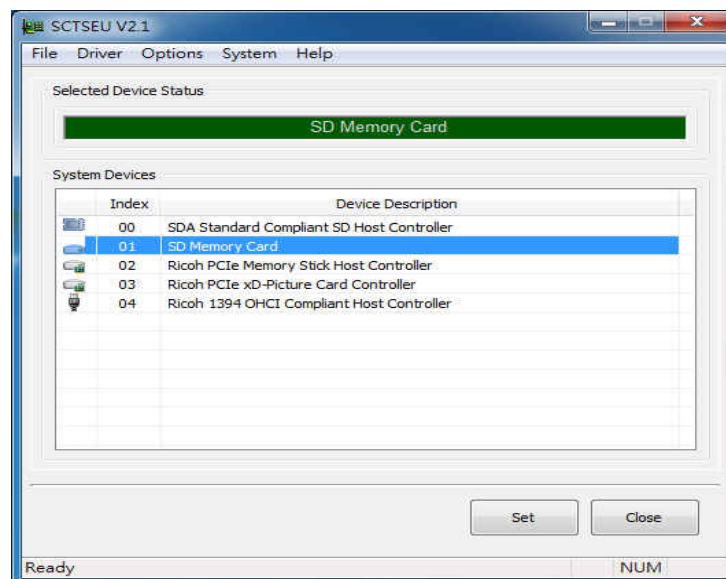 SCTSEU V2.1
File Driver Options System Help
Selected Device Status
SD Memory Card
System Devices
Index Device Description
00 SDA Standard Compliant SD Host Controller
01 SD Memory Card
02 Ricoh PCIe Memory Stick Host Controller
03 Ricoh PCIe xD-Picture Card Controller
04 Ricoh 1394 OHCI Compliant Host Controller
Set Close
Ready NUM